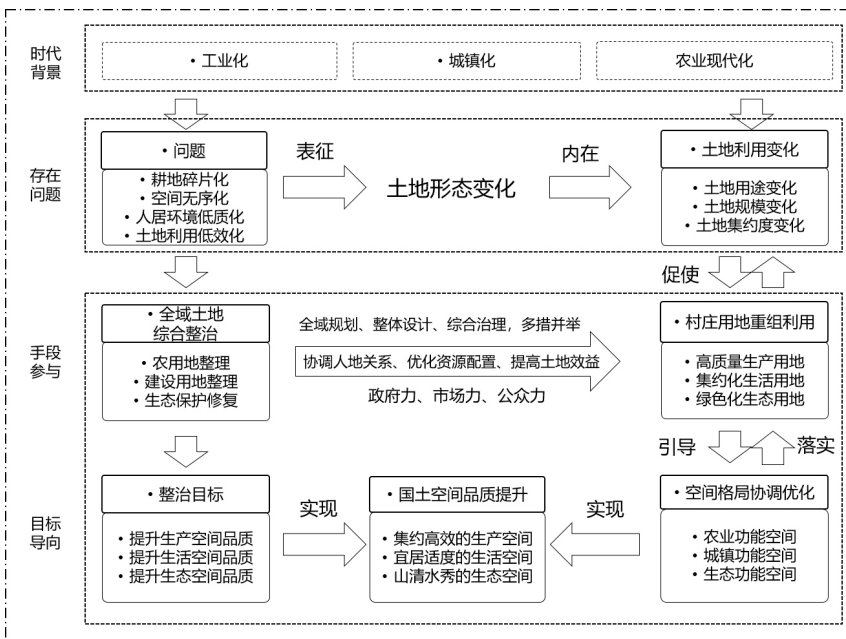 时代
背景
• 工业化
• 城镇化
农业现代化
存在
问题
• 问题
• 耕地碎片化
• 空间无序化
• 人居环境低质化
• 土地利用低效化
表征
土地形态变化
内在
• 土地利用变化
• 土地用途变化
• 土地规模变化
• 土地集约度变化
促使
手段
参与
• 全域土地
综合整治
• 农用地整理
• 建设用地整理
• 生态保护修复
全域规划、整体设计、综合治理，多措并举
协调人地关系、优化资源配置、提高土地效益
政府力、市场力、公众力
• 村庄用地重组利用
• 高质量生产用地
• 集约化生活用地
• 绿色化生态用地
引导
落实
目标
导向
• 整治目标
• 提升生产空间品质
• 提升生活空间品质
• 提升生态空间品质
实现
• 国土空间品质提升
• 集约高效的生产空间
• 宜居适度的生活空间
• 山清水秀的生态空间
实现
• 空间格局协调优化
• 农业功能空间
• 城镇功能空间
• 生态功能空间